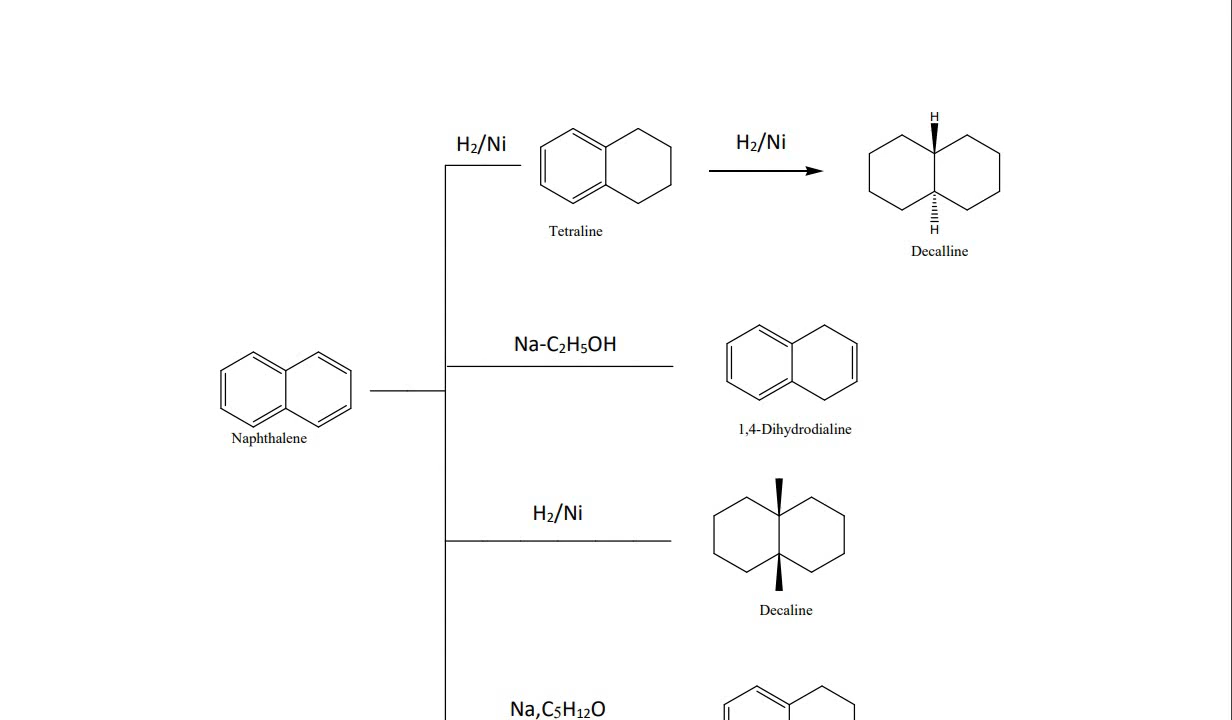 H
H₂/Ni
H₂/Ni
H
Tetraline
Decalline
Na-C₂H₅OH
Naphthalene
1,4-Dihydrodialine
H₂/Ni
Decaline
Na,C₅H₁₂O